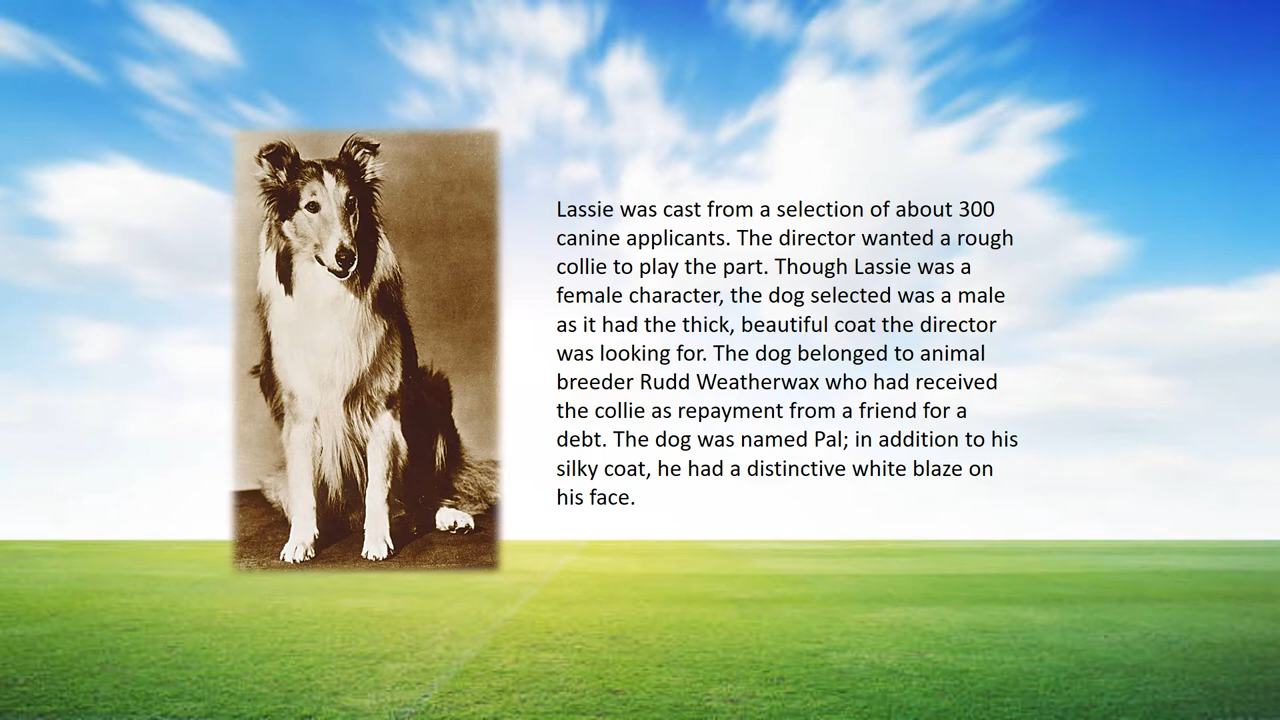 Lassie was cast from a selection of about 300
canine applicants. The director wanted a rough
collie to play the part. Though Lassie was a
female character, the dog selected was a male
as it had the thick, beautiful coat the director
was looking for. The dog belonged to animal
breeder Rudd Weatherwax who had received
the collie as repayment from a friend for a
debt. The dog was named Pal; in addition to his
silky coat, he had a distinctive white blaze on
his face.